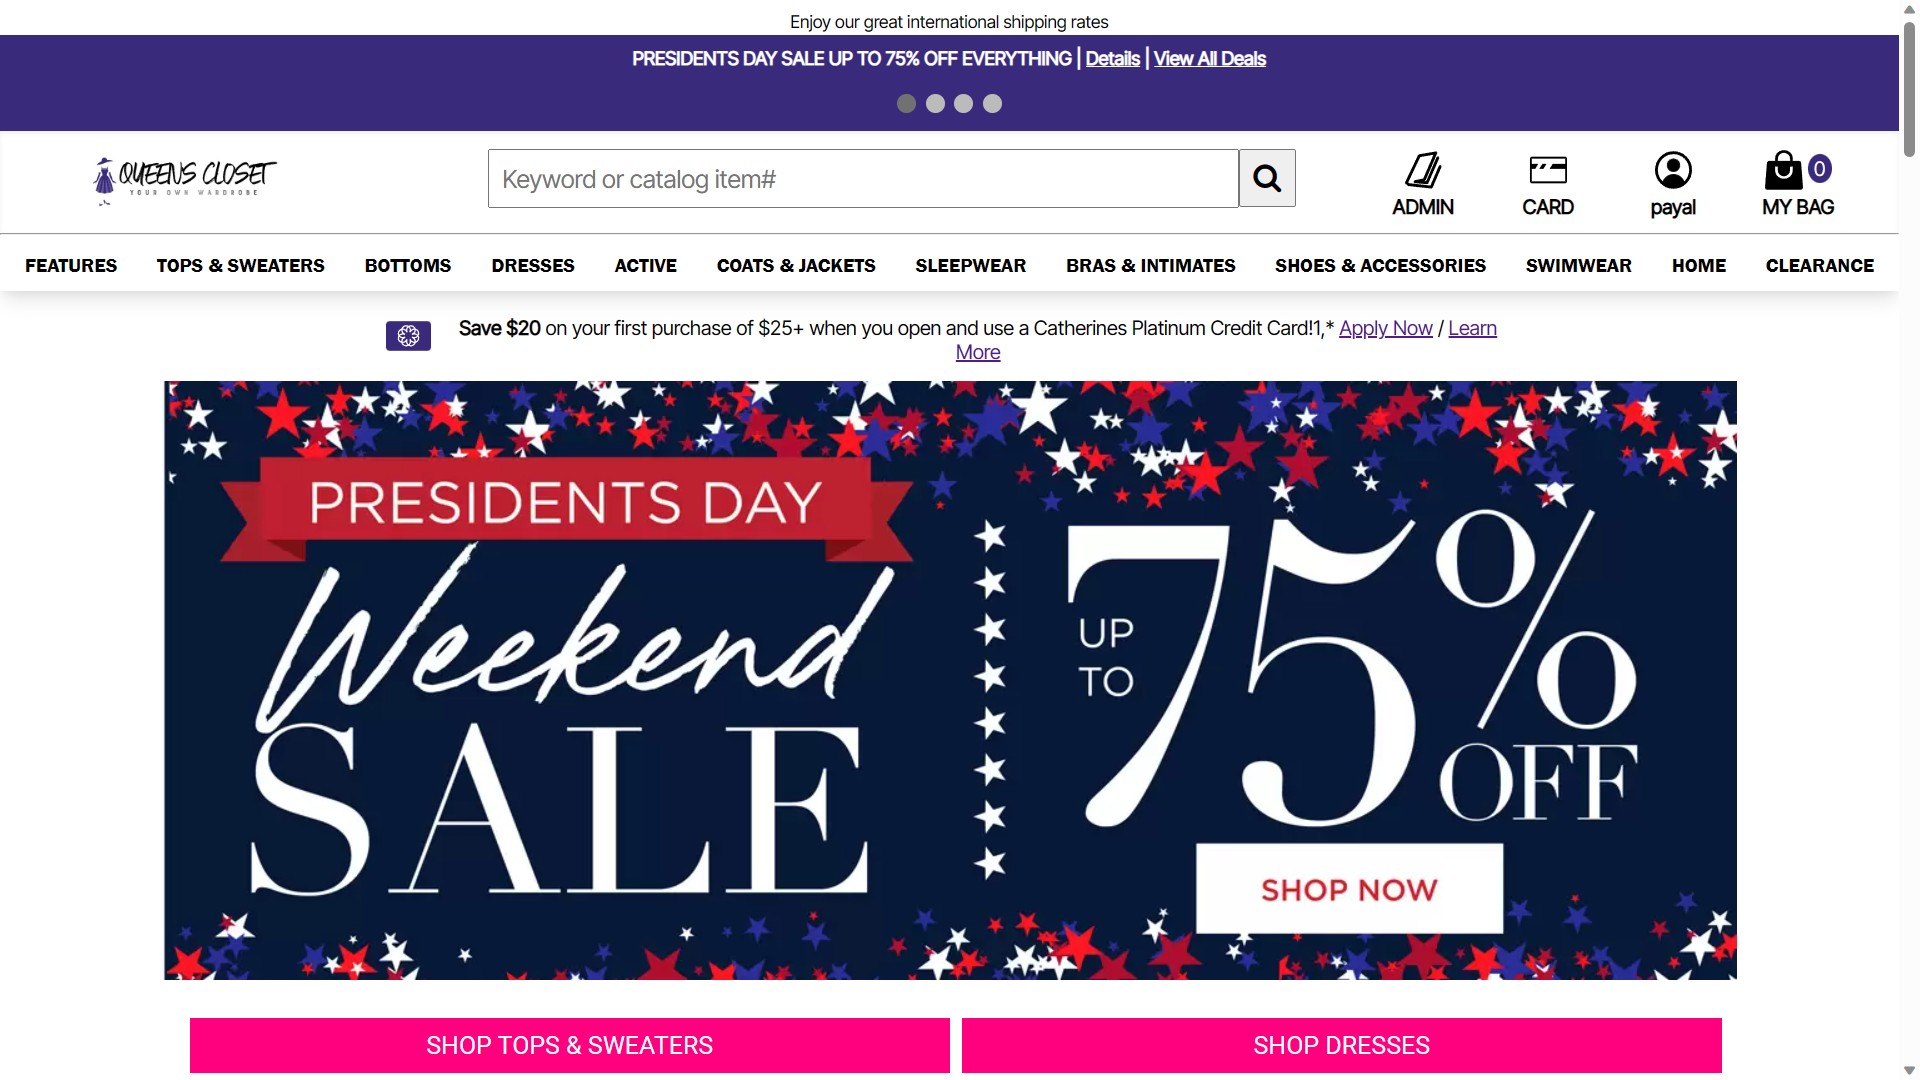 Enjoy our great international shipping rates
PRESIDENTS DAY SALE UP TO 75% OFF EVERYTHING | Details | View All Deals
QUEENS CLOSET
YOUR OWN WARDROBE
Keyword or catalog item#
ADMIN
CARD
payal
0
MY BAG
FEATURES TOPS & SWEATERS BOTTOMS DRESSES ACTIVE COATS & JACKETS SLEEPWEAR BRAS & INTIMATES SHOES & ACCESSORIES SWIMWEAR HOME CLEARANCE
Save $20 on your first purchase of $25+ when you open and use a Catherines Platinum Credit Card!1,* Apply Now / Learn
More
PRESIDENTS DAY
Weekend
SALE
UP
TO
75%
OFF
SHOP NOW
SHOP TOPS & SWEATERS
SHOP DRESSES